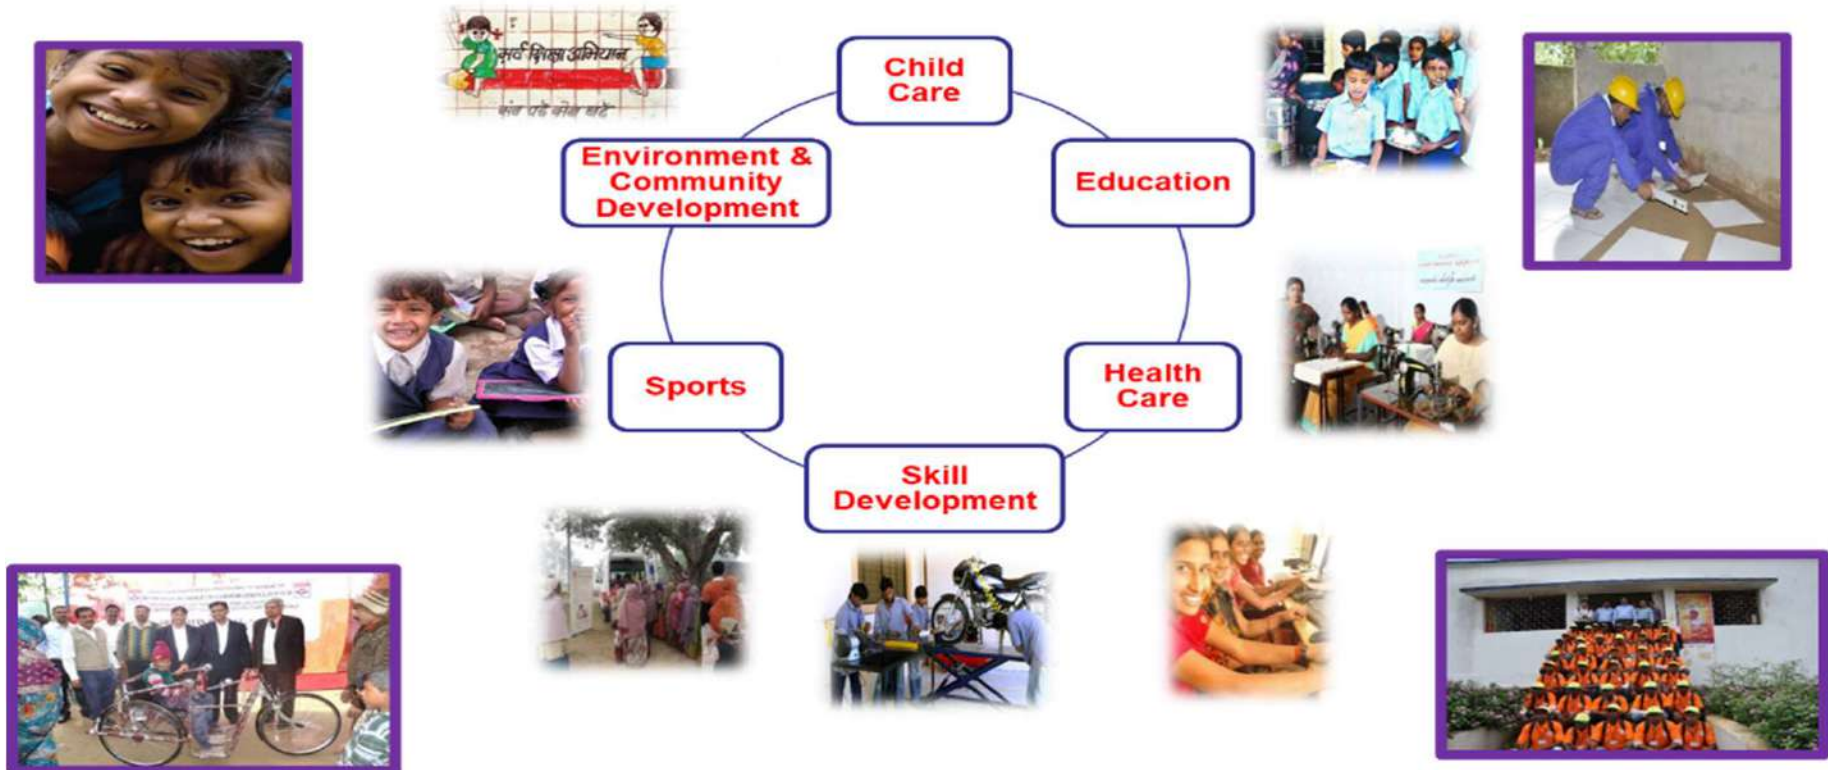 सर्व शिक्षा अभियान
Child
Care
Environment &
Community
Development
Education
Sports
Health
Care
Skill
Development